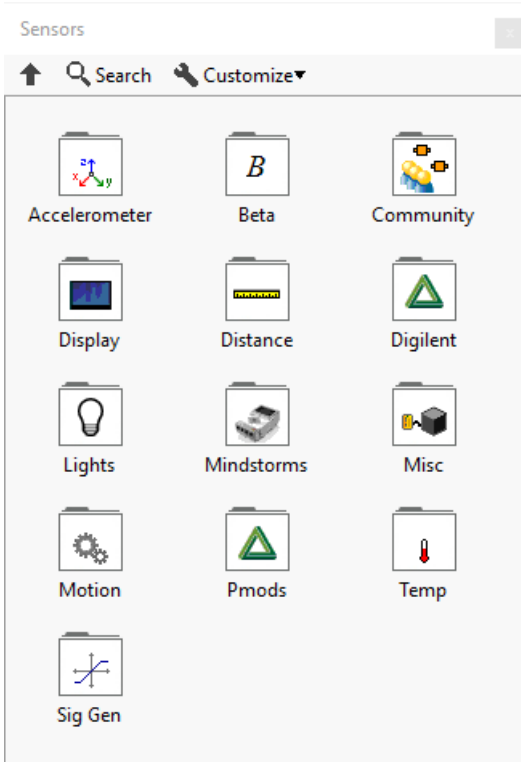 Sensors
Search Customize
z x y
Accelerometer B Beta Community
Display Distance Digilent
Lights Mindstorms Misc
Motion Pmods Temp
Sig Gen